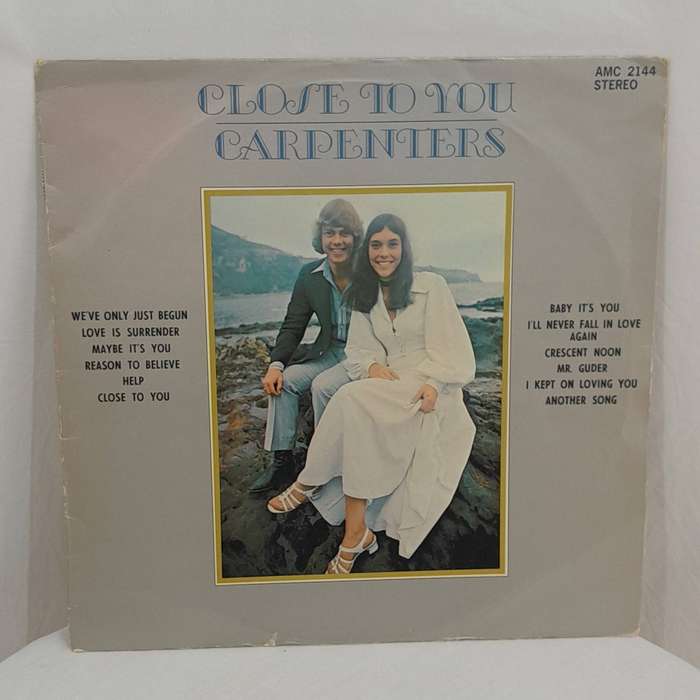 AMC 2144
STEREO
CLOSE TO YOU
CARPENTERS
WE'VE ONLY JUST BEGUN
LOVE IS SURRENDER
MAYBE IT'S YOU
REASON TO BELIEVE
HELP
CLOSE TO YOU
BABY IT'S YOU
I'LL NEVER FALL IN LOVE
AGAIN
CRESCENT NOON
MR. GUDER
I KEPT ON LOVING YOU
ANOTHER SONG